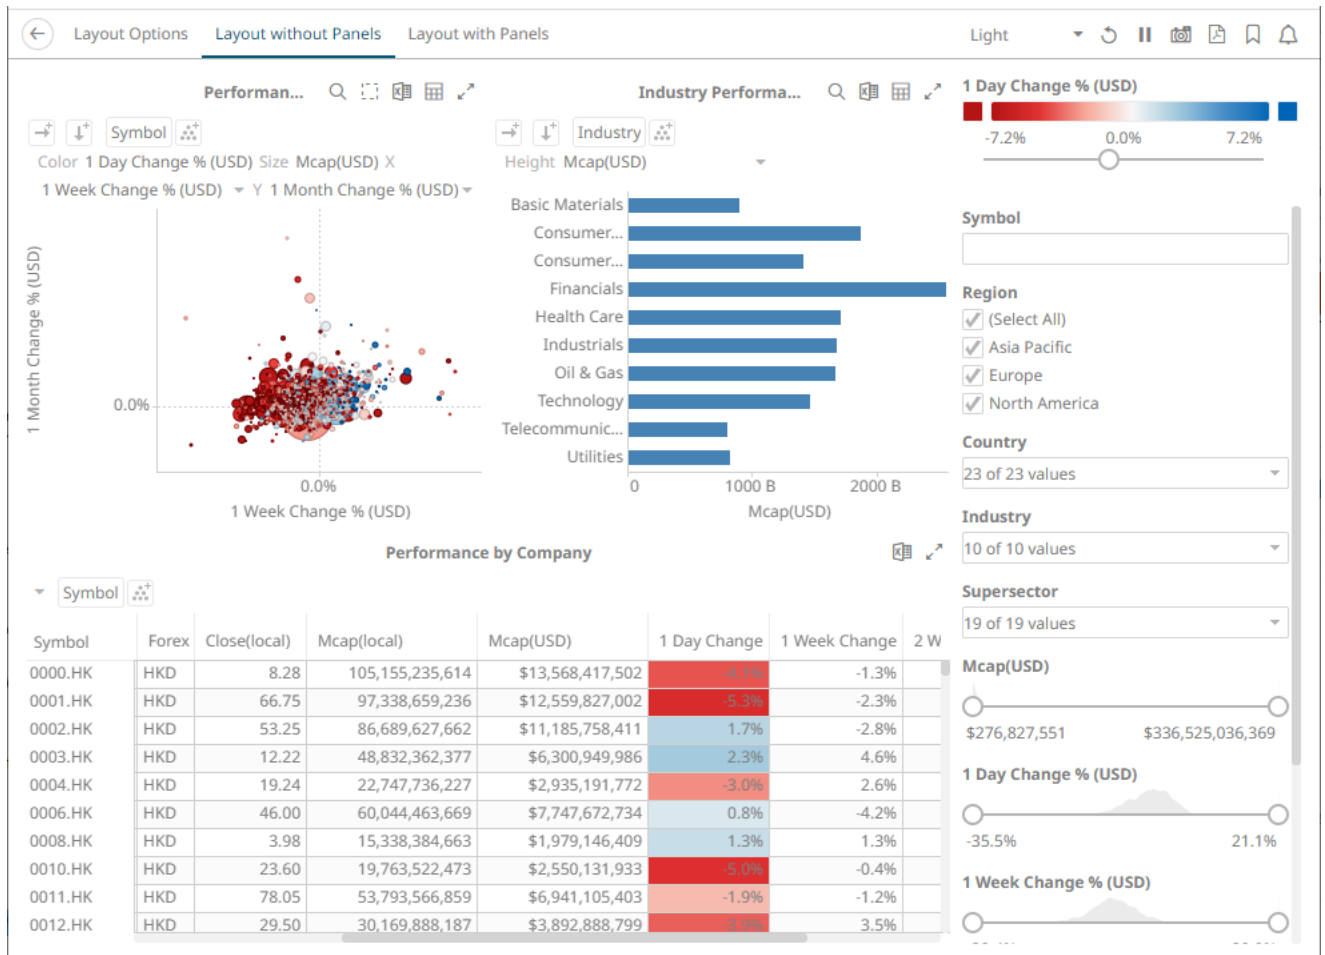 Layout Options Layout without Panels Layout with Panels Light
Performan...
Symbol
Color 1 Day Change % (USD) Size Mcap(USD) X
1 Week Change % (USD) Y 1 Month Change % (USD)
1 Month Change % (USD)
0.0%
0.0%
1 Week Change % (USD)
Industry Performa...
Industry
Height Mcap(USD)
Basic Materials
Consumer...
Consumer...
Financials
Health Care
Industrials
Oil & Gas
Technology
Telecommunic...
Utilities
0 1000 B 2000 B
Mcap(USD)
Performance by Company
Symbol
Symbol Forex Close(local) Mcap(local) Mcap(USD) 1 Day Change 1 Week Change 2 W
0000.HK HKD 8.28 105,155,235,614 $13,568,417,502 -1.3%
0001.HK HKD 66.75 97,338,659,236 $12,559,827,002 -5.3% -2.3%
0002.HK HKD 53.25 86,689,627,662 $11,185,758,411 1.7% -2.8%
0003.HK HKD 12.22 48,832,362,377 $6,300,949,986 2.3% 4.6%
0004.HK HKD 19.24 22,747,736,227 $2,935,191,772 -3.0% 2.6%
0006.HK HKD 46.00 60,044,463,669 $7,747,672,734 0.8% -4.2%
0008.HK HKD 3.98 15,338,384,663 $1,979,146,409 1.3% 1.3%
0010.HK HKD 23.60 19,763,522,473 $2,550,131,933 -5.0% -0.4%
0011.HK HKD 78.05 53,793,566,859 $6,941,105,403 -1.9% -1.2%
0012.HK HKD 29.50 30,169,888,187 $3,892,888,799 -3.9% 3.5%
1 Day Change % (USD)
-7.2% 0.0% 7.2%
Symbol
Region
(Select All)
Asia Pacific
Europe
North America
Country
23 of 23 values
Industry
10 of 10 values
Supersector
19 of 19 values
Mcap(USD)
$276,827,551 $336,525,036,369
1 Day Change % (USD)
-35.5% 21.1%
1 Week Change % (USD)